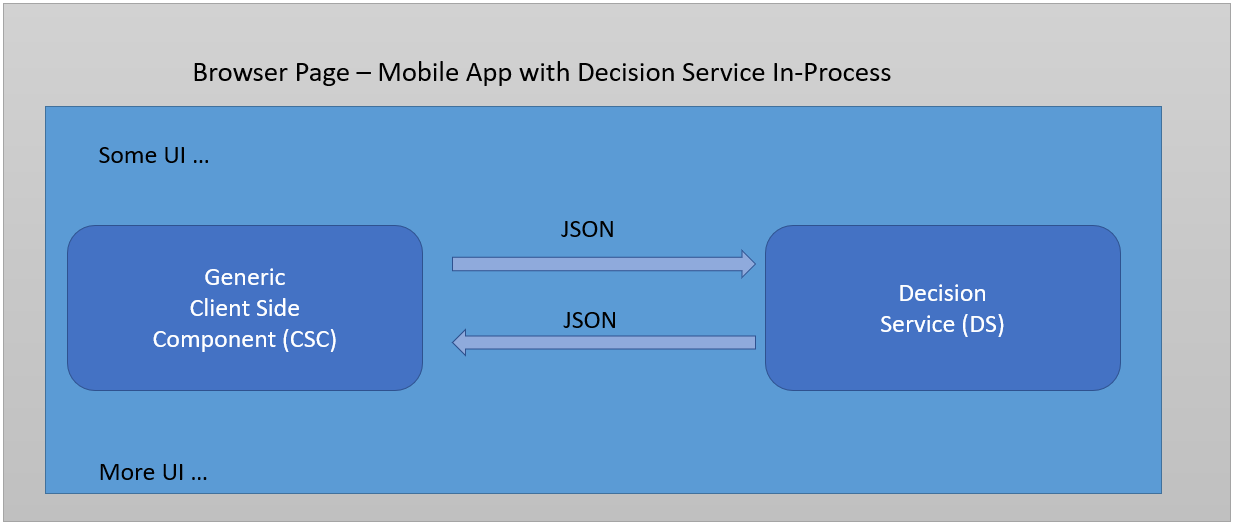 Browser Page – Mobile App with Decision Service In-Process
Some UI …
JSON
Generic
Client Side
Component (CSC)
Decision
Service (DS)
JSON
More UI …